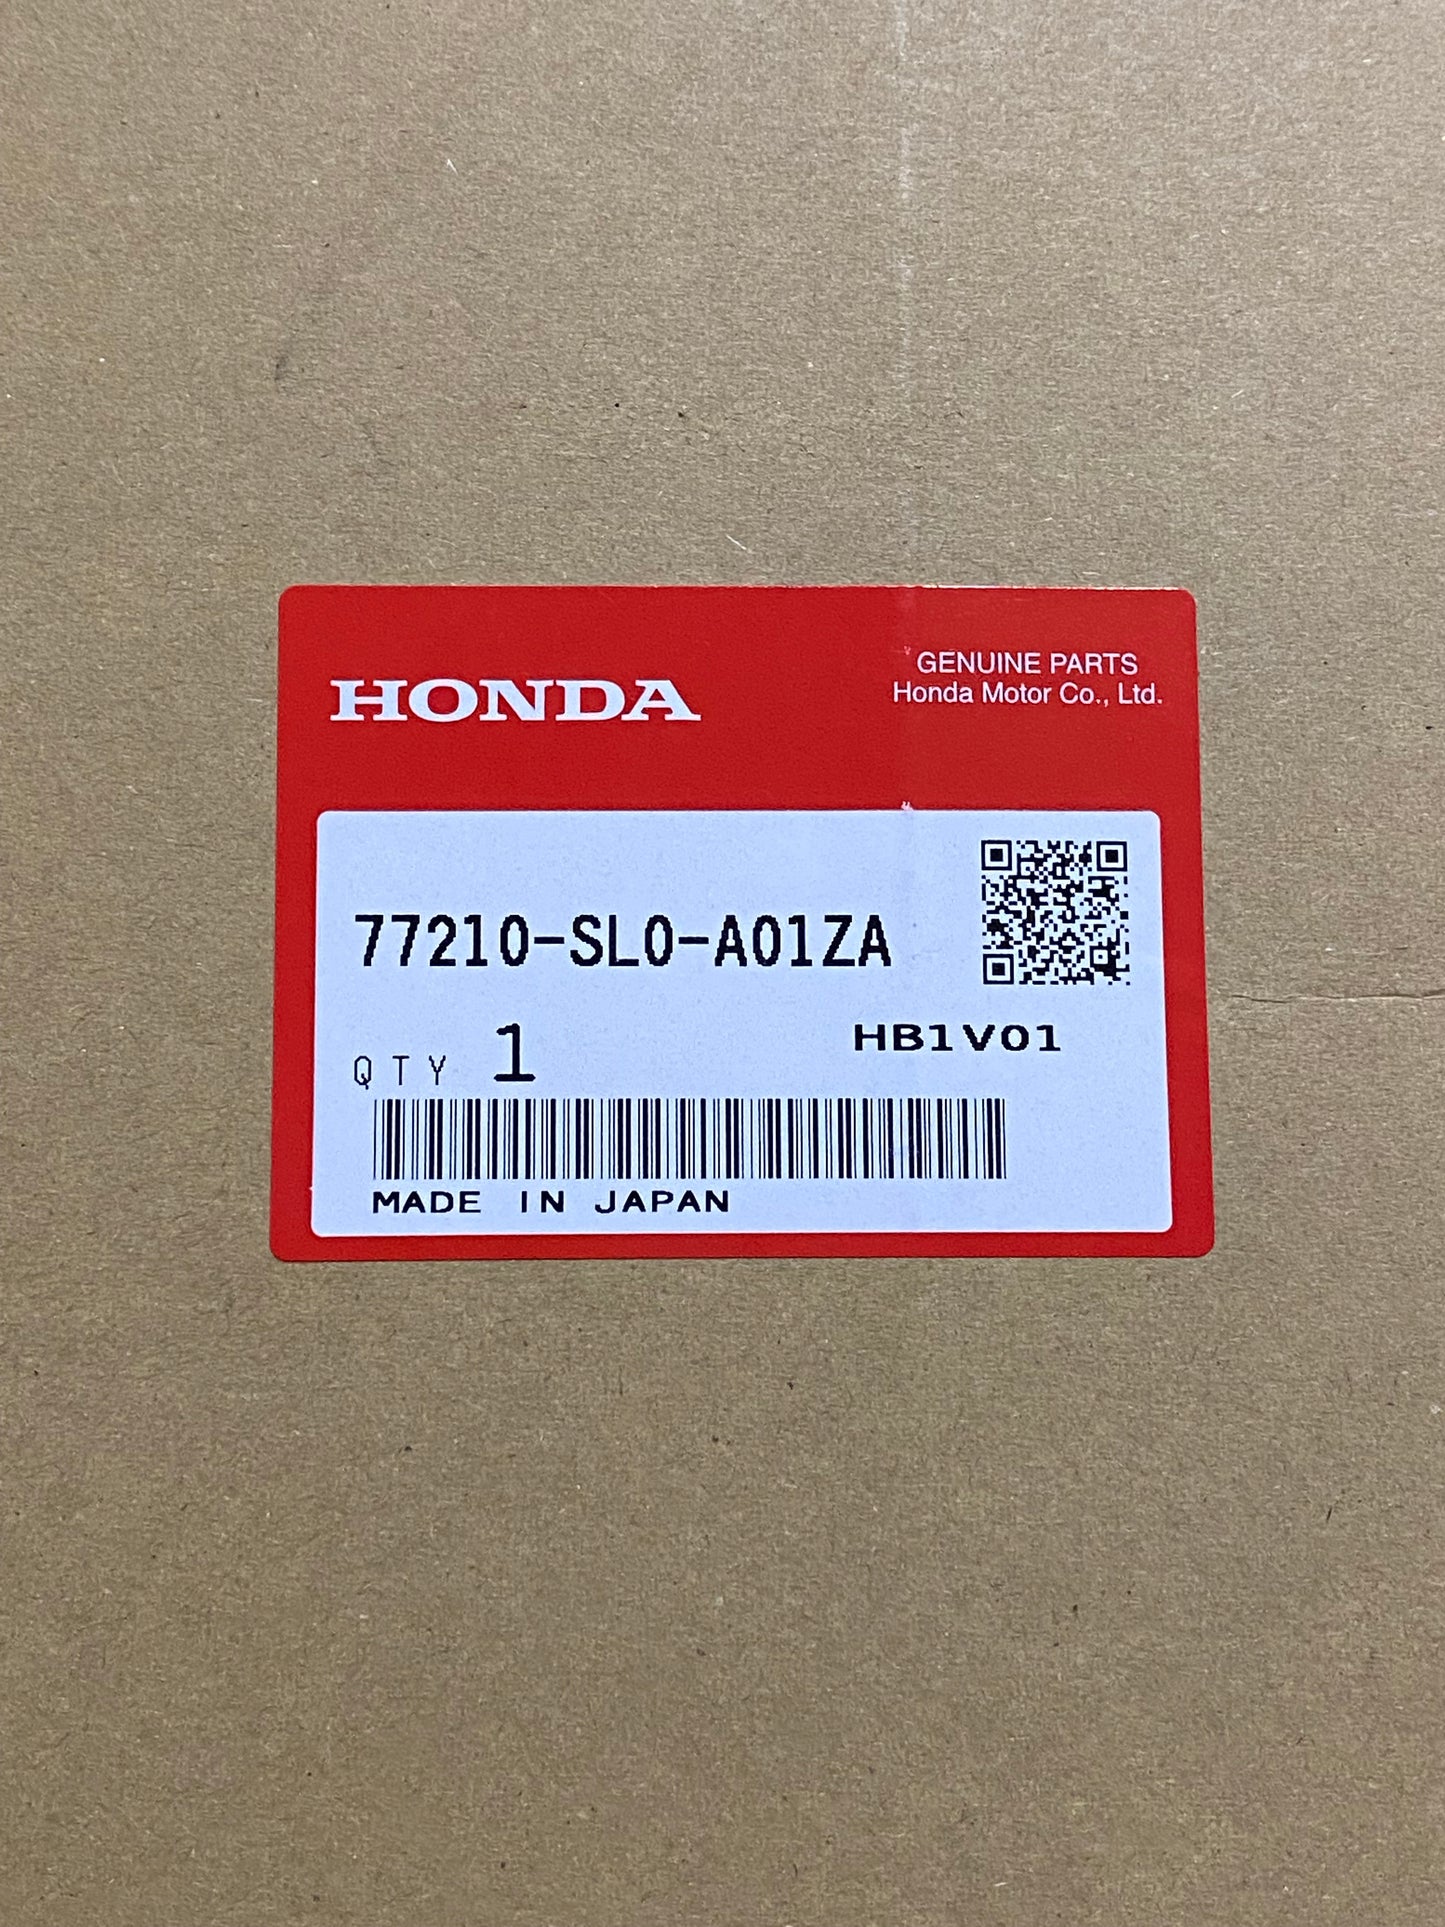 HONDA
GENUINE PARTS
Honda Motor Co., Ltd.
77210-SL0-A01ZA
QTY 1
HB1V01
MADE IN JAPAN